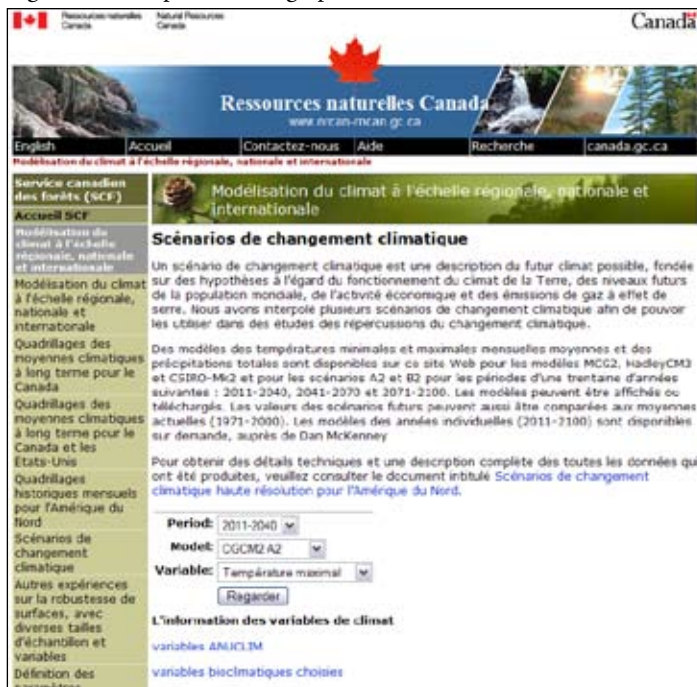 Ressources naturelles Natural Resources
Canada Canada
Canada
Ressources naturelles Canada
www.nrcan-rncan.gc.ca
English Accueil Contactez-nous Aide Recherche canada.gc.ca
Modélisation du climat à l'échelle régionale, nationale et internationale
Service canadien
des forêts (SCF)
Accueil SCF
Modélisation du
climat à l'échelle
régionale, nationale
et internationale
Modélisation du climat
à l'échelle régionale,
nationale et
internationale
Quadrillages des
moyennes climatiques
à long terme pour le
Canada
Quadrillages des
moyennes climatiques
à long terme pour le
Canada et les
Etats-Unis
Quadrillages
historiques mensuels
pour l'Amérique du
Nord
Scénarios de
changement
climatique
Autres expériences
sur la robustesse de
surfaces, avec
diverses tailles
d'échantillon et
variables
Définition des
Modélisation du climat à l'échelle régionale, nationale et
internationale
Scénarios de changement climatique
Un scénario de changement climatique est une description du futur climat possible, fondée
sur des hypothèses à l'égard du fonctionnement du climat de la Terre, des niveaux futurs
de la population mondiale, de l'activité économique et des émissions de gaz à effet de
serre. Nous avons interpolé plusieurs scénarios de changement climatique afin de pouvoir
les utiliser dans des études des répercussions du changement climatique.
Des modèles des températures minimales et maximales mensuelles moyennes et des
précipitations totales sont disponibles sur ce site Web pour les modèles MCG2, HadleyCM3
et CSIRO-Mk2 et pour les scénarios A2 et B2 pour les périodes d'une trentaine d'années
suivantes : 2011-2040, 2041-2070 et 2071-2100. Les modèles peuvent être affichés ou
téléchargés. Les valeurs des scénarios futurs peuvent aussi être comparées aux moyennes
actuelles (1971-2000). Les modèles des années individuelles (2011-2100) sont disponibles
sur demande, auprès de Dan McKenney
Pour obtenir des détails techniques et une description complète des toutes les données qui
ont été produites, veuillez consulter le document intitulé Scénarios de changement
climatique haute résolution pour l'Amérique du Nord.
Period: 2011-2040
Model: CGCM2 A2
Variable: Température maximal
Regarder
L'information des variables de climat
variables ANUCLIM
variables bioclimatiques choisies